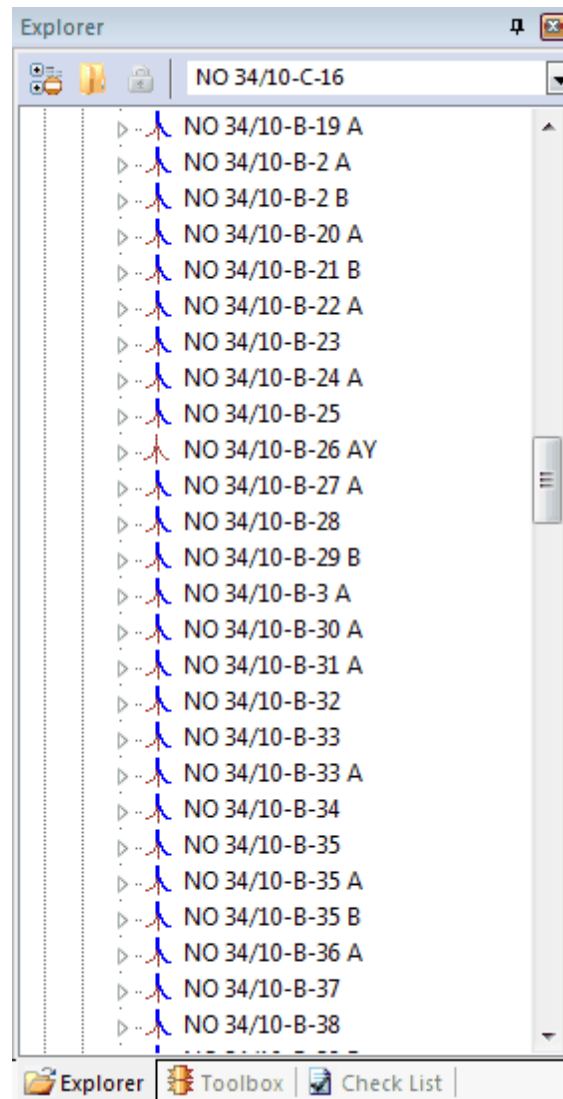 Explorer
NO 34/10-C-16
NO 34/10-B-19 A
NO 34/10-B-2 A
NO 34/10-B-2 B
NO 34/10-B-20 A
NO 34/10-B-21 B
NO 34/10-B-22 A
NO 34/10-B-23
NO 34/10-B-24 A
NO 34/10-B-25
NO 34/10-B-26 AY
NO 34/10-B-27 A
NO 34/10-B-28
NO 34/10-B-29 B
NO 34/10-B-3 A
NO 34/10-B-30 A
NO 34/10-B-31 A
NO 34/10-B-32
NO 34/10-B-33
NO 34/10-B-33 A
NO 34/10-B-34
NO 34/10-B-35
NO 34/10-B-35 A
NO 34/10-B-35 B
NO 34/10-B-36 A
NO 34/10-B-37
NO 34/10-B-38
Explorer Toolbox Check List